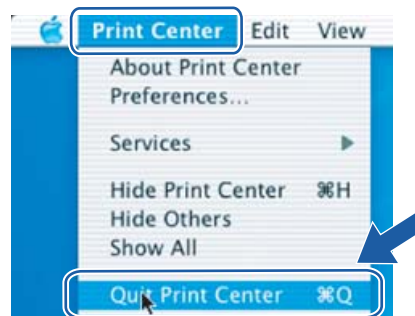 Print Center Edit View
About Print Center
Preferences...
Services
Hide Print Center ⌘H
Hide Others
Show All
Quit Print Center ⌘Q